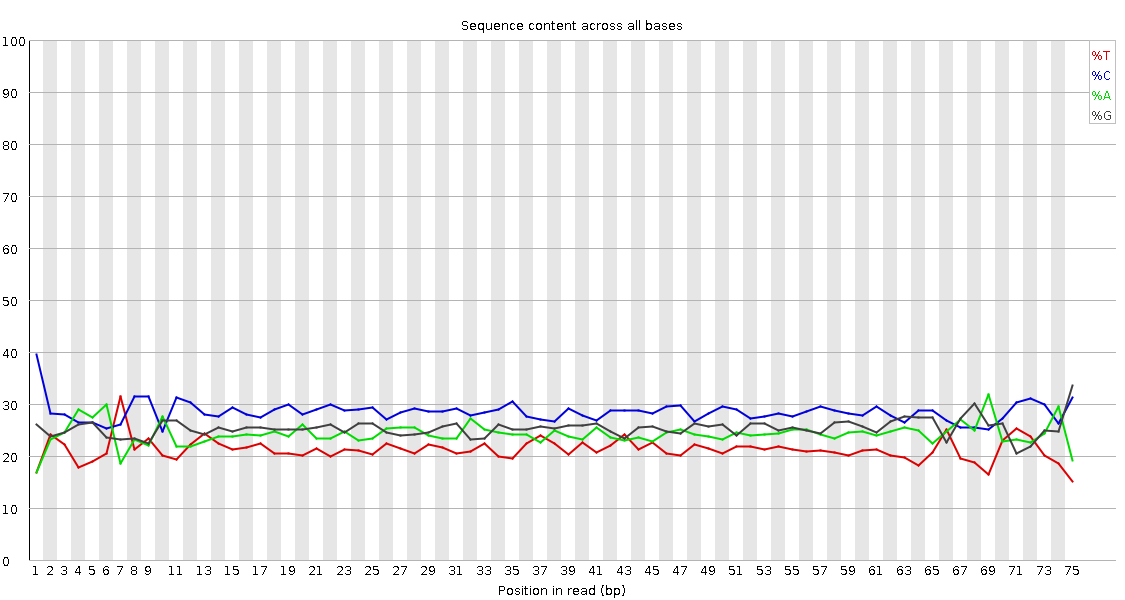 Sequence content across all bases
100
90
80
70
60
50
40
30
20
10
0
%T
%C
%A
%G
1 2 3 4 5 6 7 8 9 11 13 15 17 19 21 23 25 27 29 31 33 35 37 39 41 43 45 47 49 51 53 55 57 59 61 63 65 67 69 71 73 75
Position in read (bp)